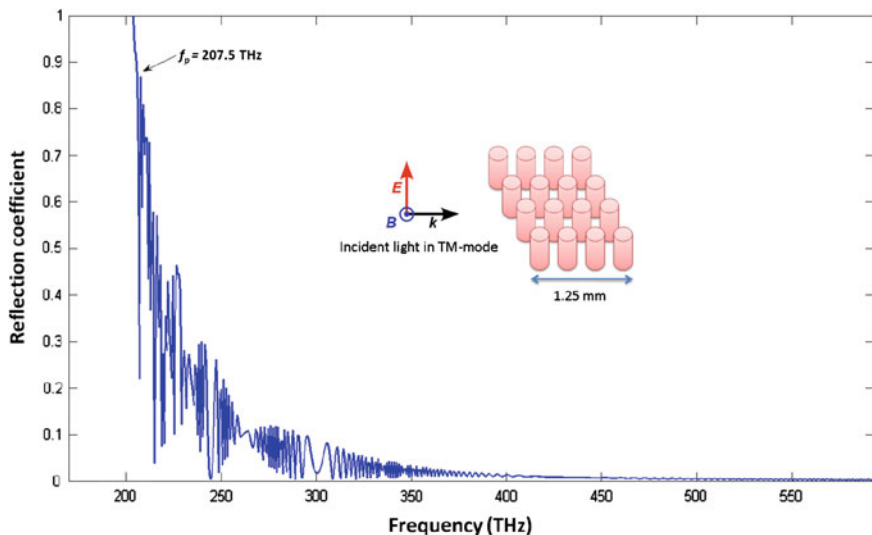 1
0.9
0.8
0.7
0.6
0.5
0.4
0.3
0.2
0.1
0
Reflection coefficient
fp = 207.5 THz
E
B
k
Incident light in TM-mode
1.25 mm
200 250 300 350 400 450 500 550
Frequency (THz)